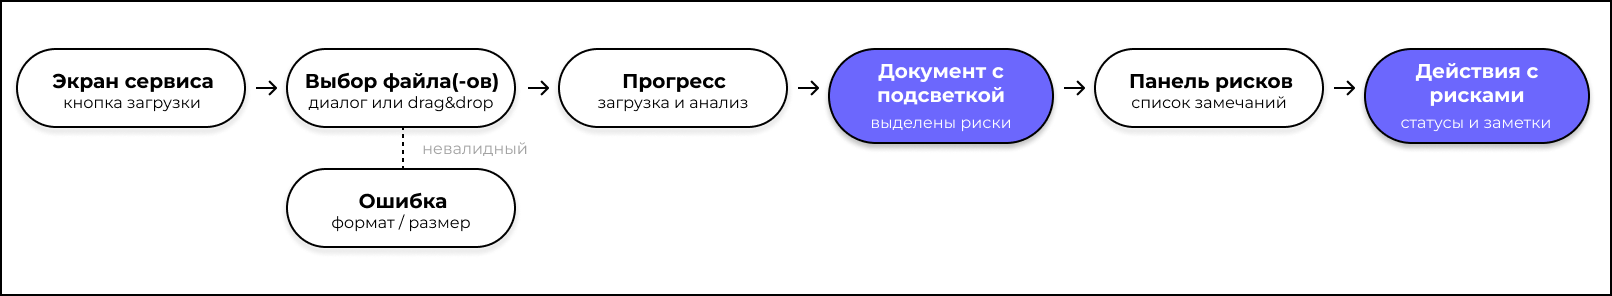 Экран сервиса
кнопка загрузки
Выбор файла(-ов)
диалог или drag&drop
Прогресс
загрузка и анализ
Документ с
подсветкой
выделены риски
Панель рисков
список замечаний
Действия с
рисками
статусы и заметки
невалидный
Ошибка
формат / размер